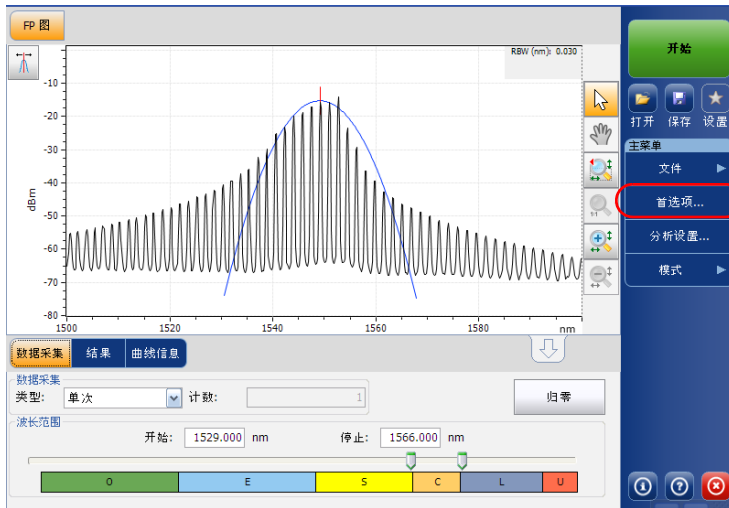 FP 图
RBW (nm): 0.030
-10
-20
-30
-40
-50
-60
-70
-80
dBm
1500 1520 1540 1560 1580 nm
1:1
数据采集 结果 曲线信息
数据采集
类型: 单次 计数: 1
归零
波长范围
开始: 1529.000 nm 停止: 1566.000 nm
O E S C L U
开始
打开 保存 设置
主菜单
文件
首选项...
分析设置...
模式